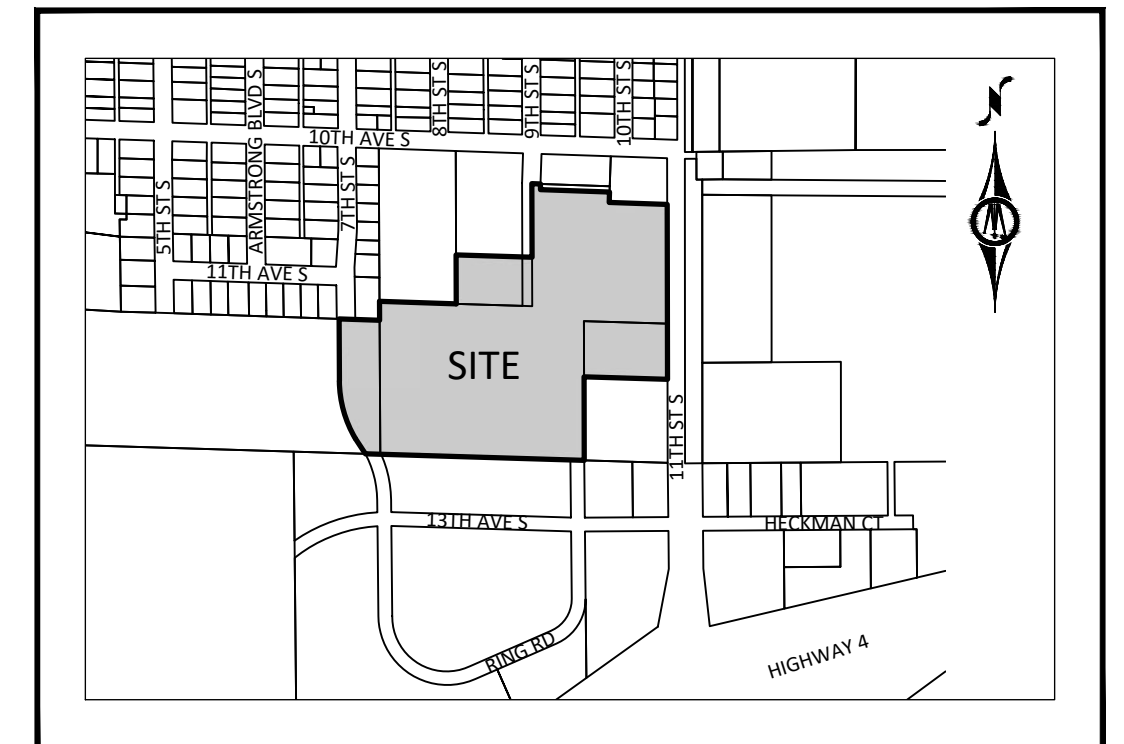 8TH ST S
9TH ST S
10TH ST S
ARMSTRONG BLVD S
N
10TH AVE S
7TH ST S
5TH ST S
11TH AVE S
SITE
11TH ST S
13TH AVE S
HECKMAN CT
RING RD
HIGHWAY 4